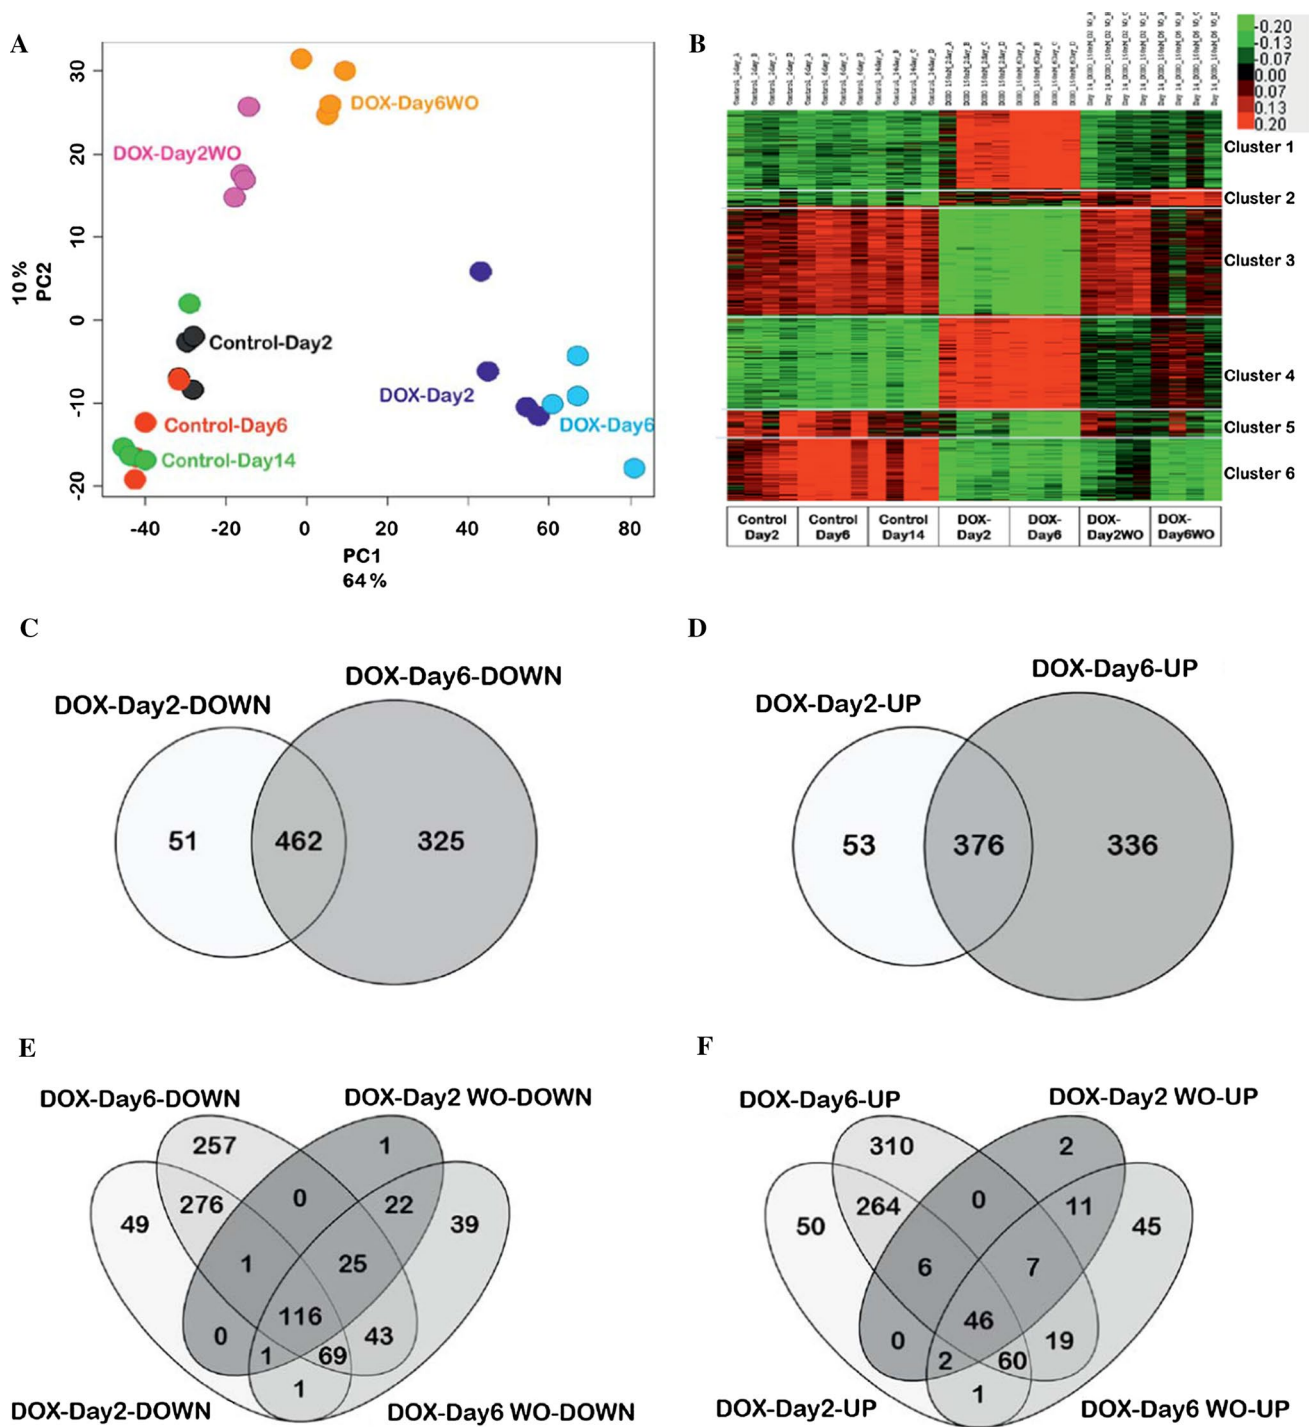 A
30
20
10
0
-10
-20
10%
PC2
DOX-Day6WO
DOX-Day2WO
Control-Day2
DOX-Day2
DOX-Day6
Control-Day6
Control-Day14
-40 -20 0 20 40 60 80
PC1
64%
B
-0.20
-0.13
-0.07
0.00
0.07
0.13
0.20
Cluster 1
Cluster 2
Cluster 3
Cluster 4
Cluster 5
Cluster 6
Control Control Control DOX- DOX- DOX- DOX-
Day2 Day6 Day14 Day2 Day6 Day2WO Day6WO
C
DOX-Day6-DOWN
DOX-Day2-DOWN
51 462 325
D
DOX-Day6-UP
DOX-Day2-UP
53 376 336
E
DOX-Day6-DOWN DOX-Day2 WO-DOWN
257 1
276 0 22
49 39
1 25
116
0 43
1 69
1
DOX-Day2-DOWN DOX-Day6 WO-DOWN
F
DOX-Day6-UP DOX-Day2 WO-UP
310 2
264 0 11
50 45
6 7
46
0 19
2 60
1
DOX-Day2-UP DOX-Day6 WO-UP